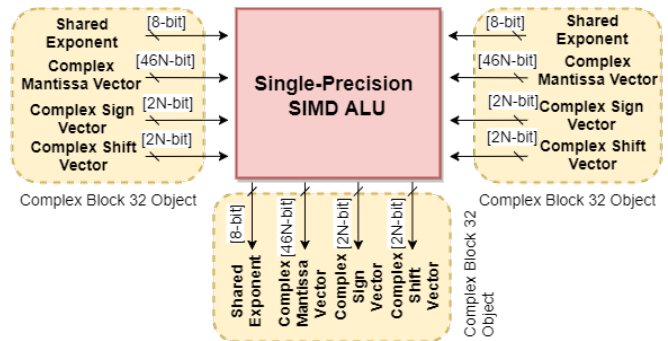 Shared
Exponent
[8-bit]
Complex
Mantissa Vector
[46N-bit]
Complex Sign
Vector
[2N-bit]
Complex Shift
Vector
[2N-bit]
Complex Block 32 Object
Single-Precision
SIMD ALU
[8-bit]
Shared
Exponent
[46N-bit]
Complex
Mantissa Vector
[2N-bit]
Complex Sign
Vector
[2N-bit]
Complex Shift
Vector
Complex Block 32 Object
[8-bit]
Shared
Exponent
[46N-bit]
Complex
Mantissa
Vector
[2N-bit]
Complex
Sign
Vector
[2N-bit]
Complex
Shift
Vector
Complex Block 32
Object